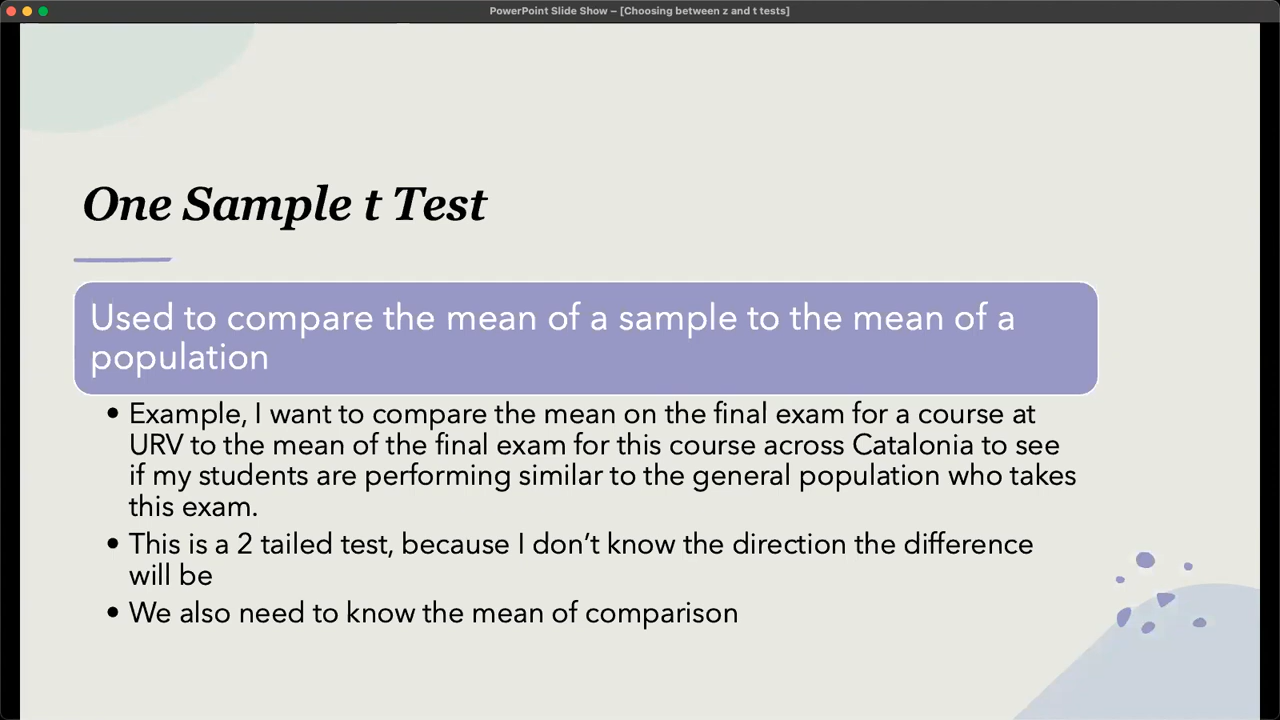 PowerPoint Slide Show – [Choosing between z and t tests]
One Sample t Test
Used to compare the mean of a sample to the mean of a
population
• Example, I want to compare the mean on the final exam for a course at
URV to the mean of the final exam for this course across Catalonia to see
if my students are performing similar to the general population who takes
this exam.
• This is a 2 tailed test, because I don’t know the direction the difference
will be
• We also need to know the mean of comparison